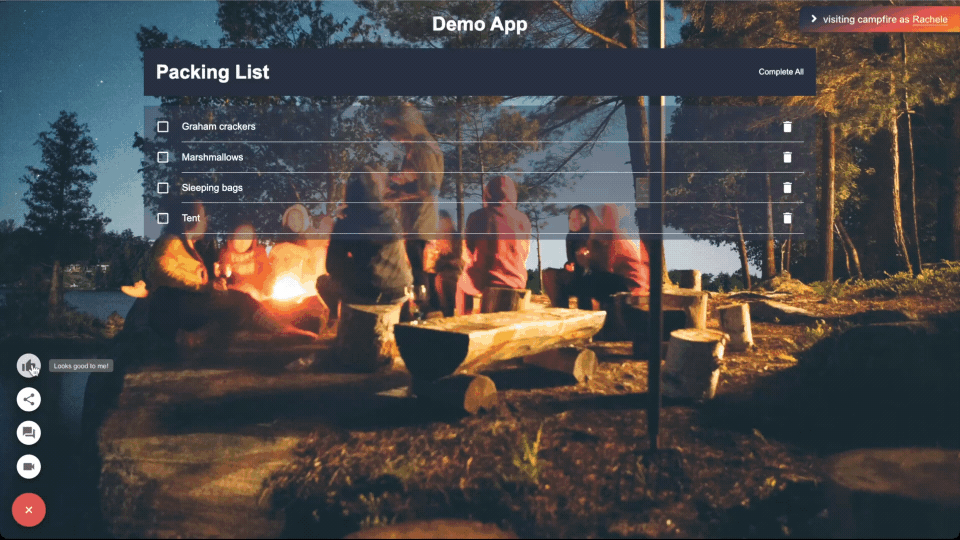 Demo App
visiting campfire as Rachele
Packing List
Complete All
Graham crackers
Marshmallows
Sleeping bags
Tent
Looks good to me!